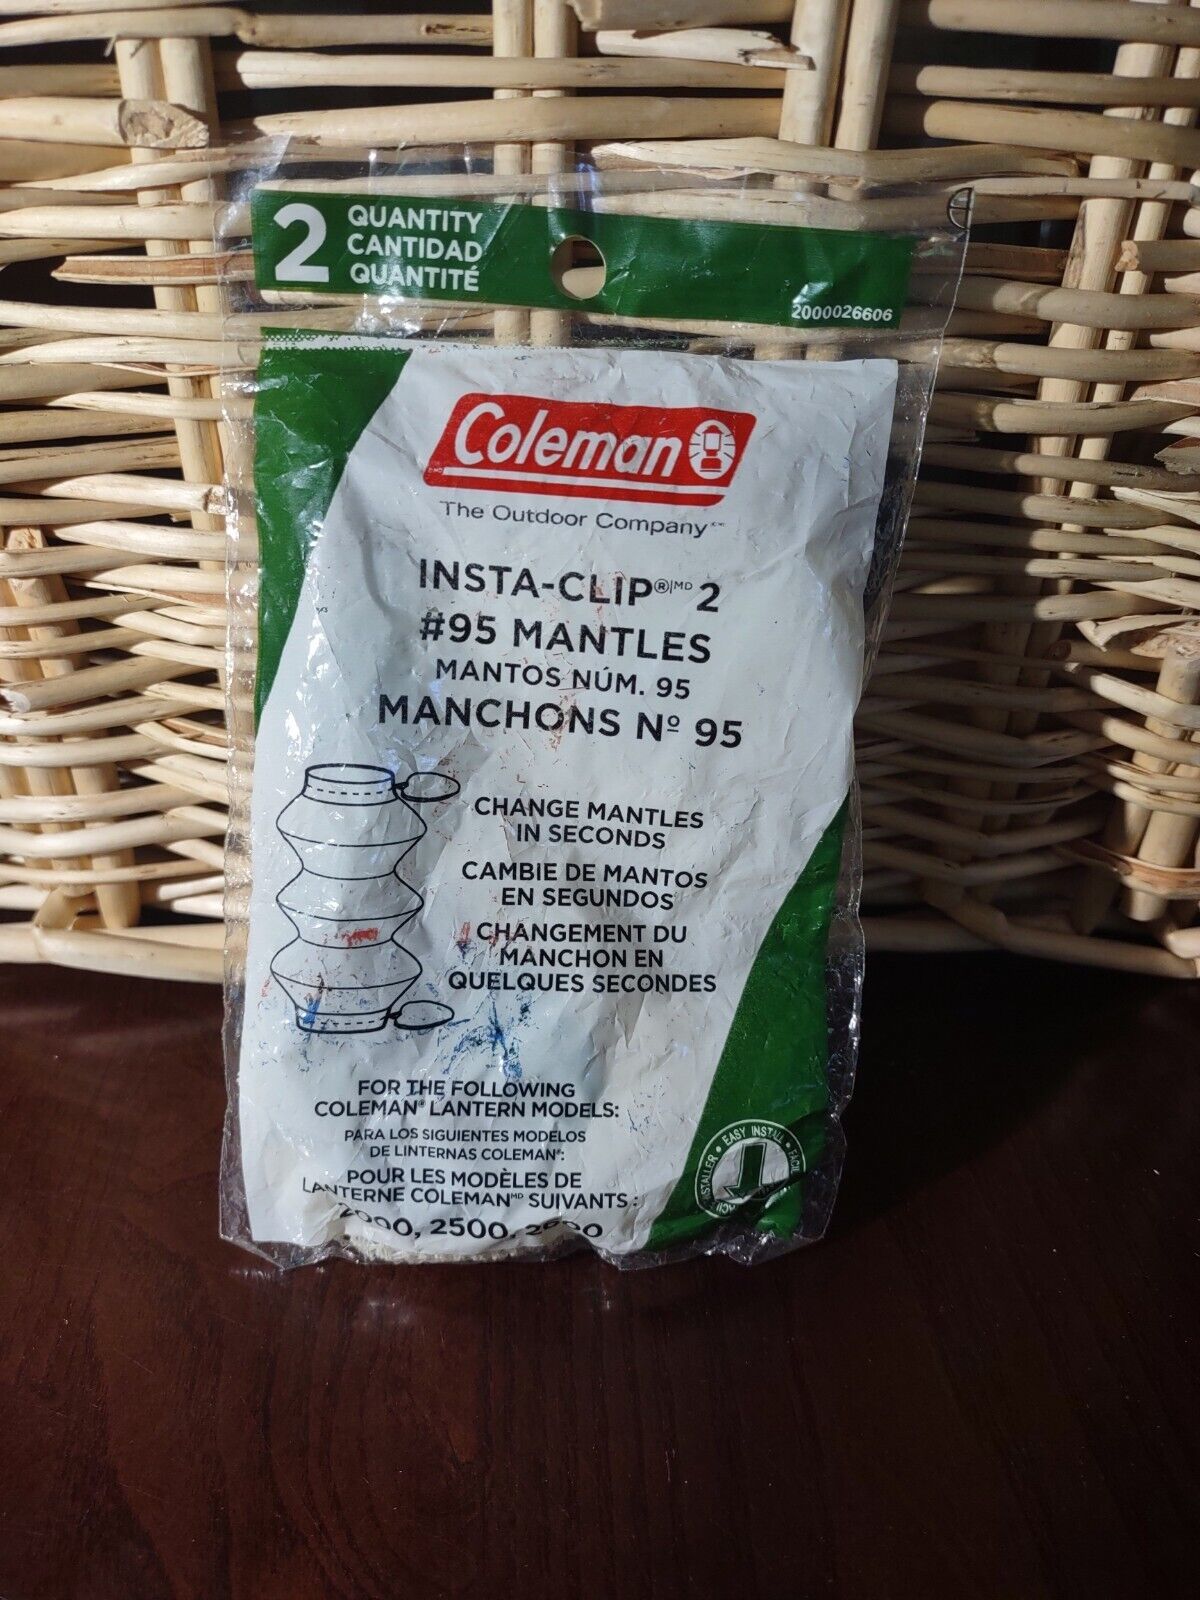 2 QUANTITY
CANTIDAD
QUANTITÉ
2000026606
Coleman
The Outdoor Company
INSTA-CLIP®/MD 2
#95 MANTLES
MANTOS NÚM. 95
MANCHONS Nº 95
CHANGE MANTLES
IN SECONDS
CAMBIE DE MANTOS
EN SEGUNDOS
CHANGEMENT DU
MANCHON EN
QUELQUES SECONDES
FOR THE FOLLOWING
COLEMAN® LANTERN MODELS:
PARA LOS SIGUIENTES MODELOS
DE LINTERNAS COLEMAN®:
POUR LES MODÈLES DE
LANTERNE COLEMANMD SUIVANTS :
2500,
EASY INSTALL